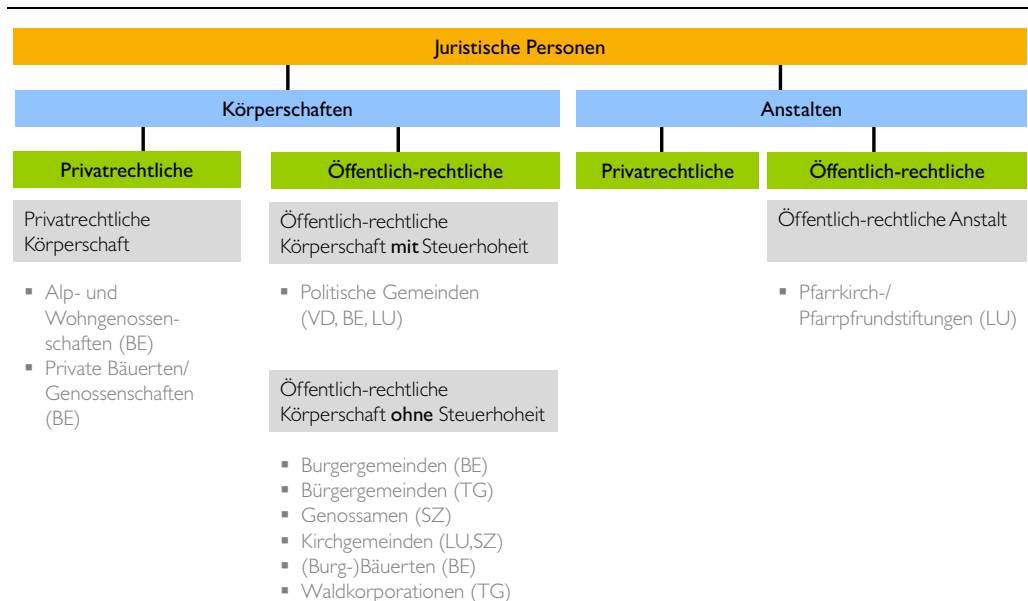 Juristische Personen
Körperschaften
Anstalten
Privatrechtliche
Öffentlich-rechtliche
Privatrechtliche
Öffentlich-rechtliche
Privatrechtliche
Körperschaft
▪ Alp- und
Wohngenossen-
schaften (BE)
▪ Private Bäuerten/
Genossenschaften
(BE)
Öffentlich-rechtliche
Körperschaft mit Steuerhoheit
▪ Politische Gemeinden
(VD, BE, LU)
Öffentlich-rechtliche
Körperschaft ohne Steuerhoheit
▪ Burgergemeinden (BE)
▪ Bürgergemeinden (TG)
▪ Genossamen (SZ)
▪ Kirchgemeinden (LU,SZ)
▪ (Burg-)Bäuerten (BE)
▪ Waldkorporationen (TG)
Öffentlich-rechtliche Anstalt
▪ Pfarrkirch-/
Pfarrpfrundstiftungen (LU)